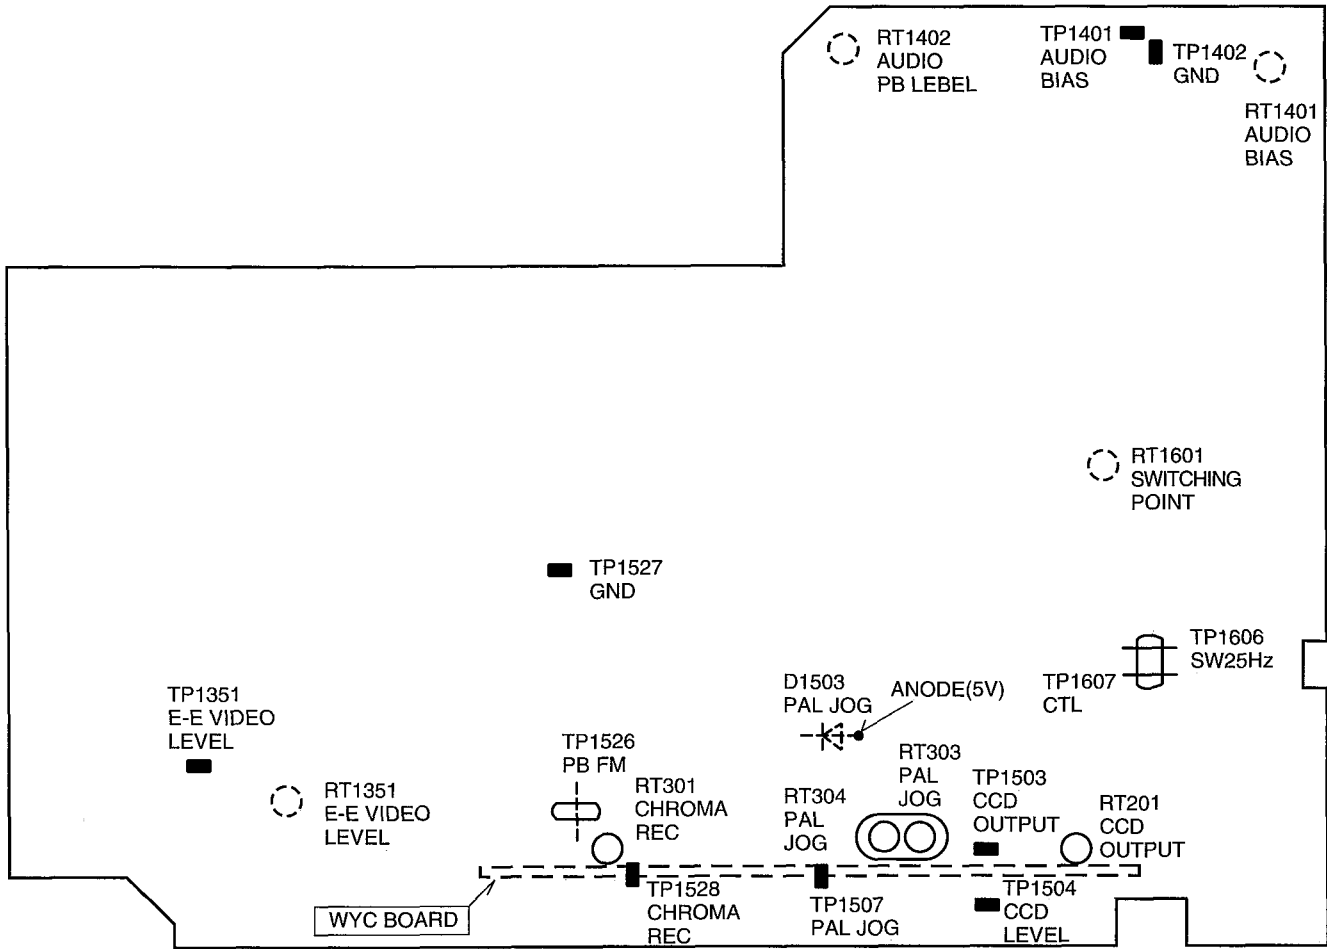 RT1402
AUDIO
PB LEBEL
TP1401
AUDIO
BIAS
TP1402
GND
RT1401
AUDIO
BIAS
RT1601
SWITCHING
POINT
TP1527
GND
TP1606
SW25Hz
TP1607
CTL
D1503
PAL JOG
ANODE(5V)
TP1351
E-E VIDEO
LEVEL
RT1351
E-E VIDEO
LEVEL
TP1526
PB FM
RT301
CHROMA
REC
RT304
PAL
JOG
RT303
PAL
JOG
TP1503
CCD
OUTPUT
RT201
CCD
OUTPUT
WYC BOARD
TP1528
CHROMA
REC
TP1507
PAL JOG
TP1504
CCD
LEVEL